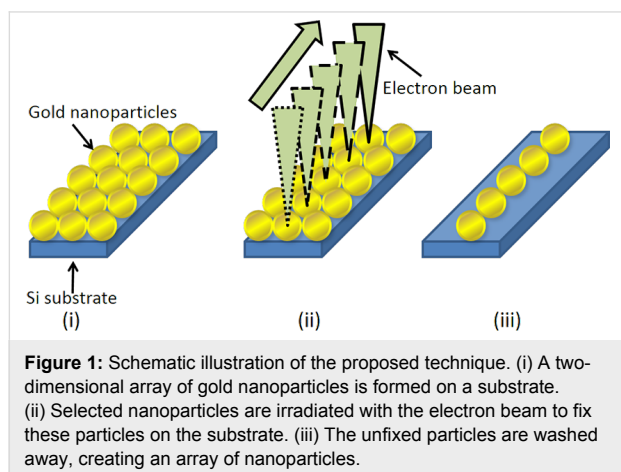 Gold nanoparticles
Electron beam
Si substrate
(i)
(ii)
(iii)
Figure 1: Schematic illustration of the proposed technique. (i) A two-
dimensional array of gold nanoparticles is formed on a substrate.
(ii) Selected nanoparticles are irradiated with the electron beam to fix
these particles on the substrate. (iii) The unfixed particles are washed
away, creating an array of nanoparticles.